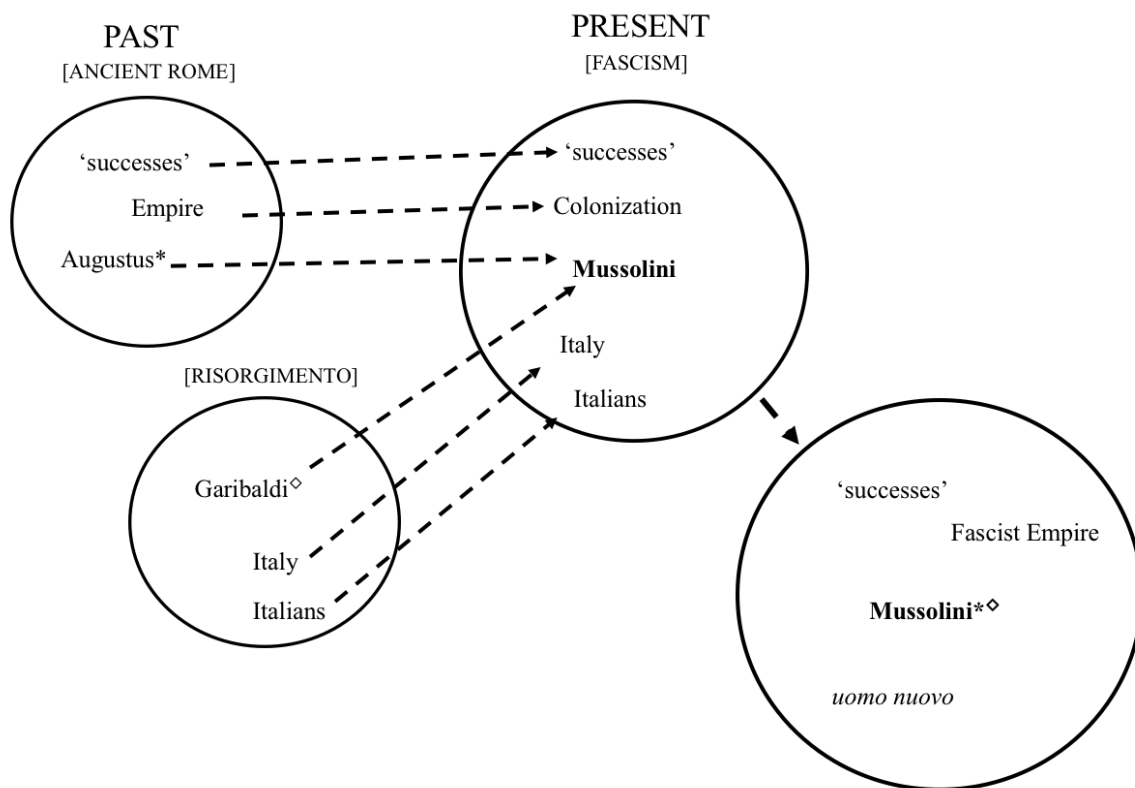 PAST
[ANCIENT ROME]
‘successes’
Empire
Augustus*
[RISORGIMENTO]
Garibaldi◇
Italy
Italians
PRESENT
[FASCISM]
‘successes’
Colonization
Mussolini
Italy
Italians
‘successes’
Fascist Empire
Mussolini*◇
uomo nuovo